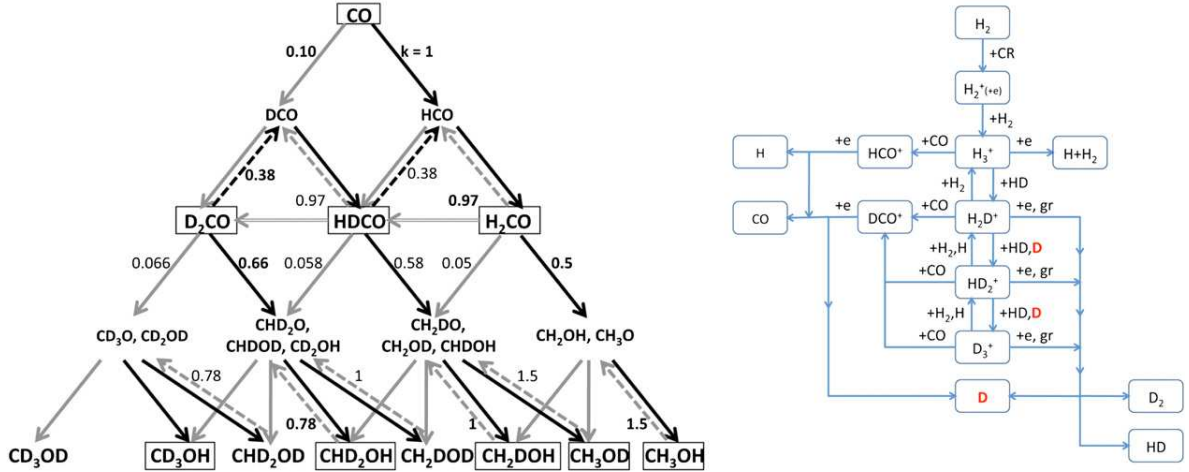 CO
0.10
k = 1
DCO
HCO
0.38
0.38
0.97
0.97
D₂CO
HDCO
H₂CO
0.066
0.66
0.058
0.58
0.05
0.5
CD₃O, CD₂OD
CHD₂O,
CHDOD, CD₂OH
CH₂DO,
CH₂OD, CHDOH
CH₂OH, CH₃O
0.78
1
1.5
0.78
1
1.5
CD₃OD
CD₃OH
CHD₂OD
CHD₂OH
CH₂DOD
CH₂DOH
CH₃OD
CH₃OH
H₂
+CR
H₂⁺(+e)
+H₂
H
+e
HCO⁺
+CO
H₃⁺
+e
H+H₂
+H₂
+HD
CO
+e
DCO⁺
+CO
H₂D⁺
+e, gr
+H₂,H
+HD,D
+CO
HD₂⁺
+e, gr
+H₂,H
+HD,D
+CO
D₃⁺
+e, gr
D
D₂
HD